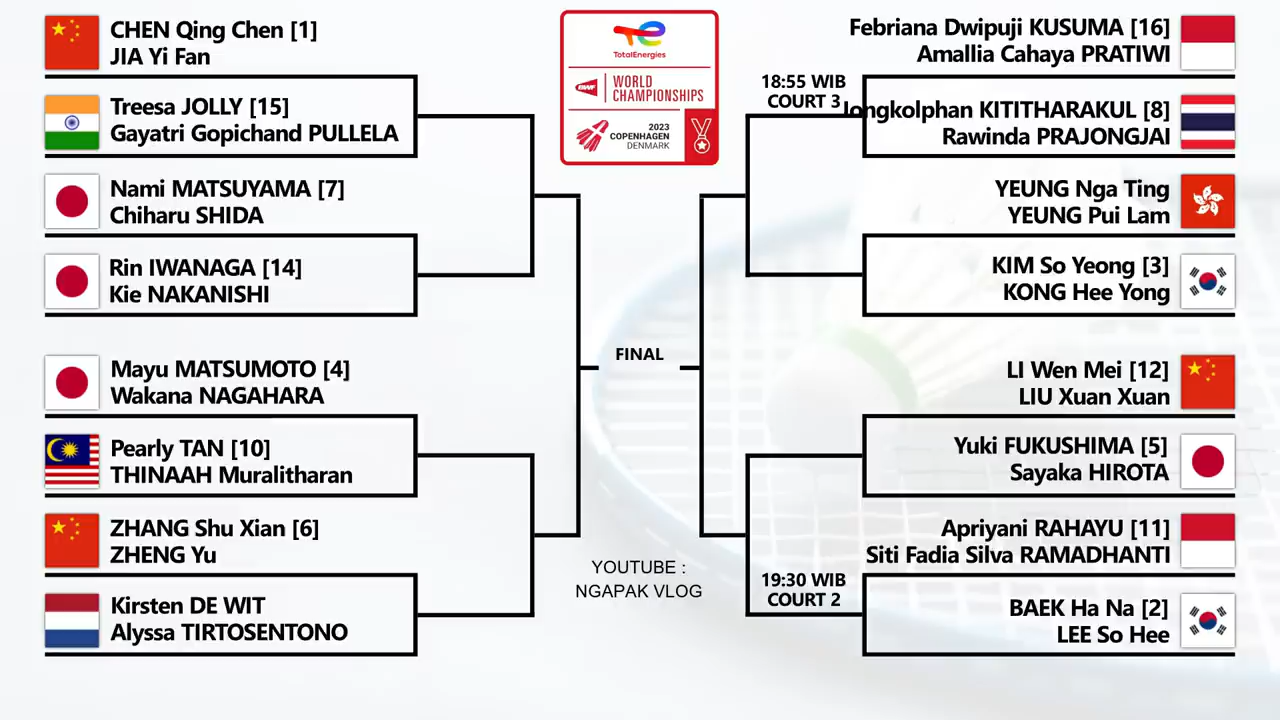 CHEN Qing Chen [1]
JIA Yi Fan
Treesa JOLLY [15]
Gayatri Gopichand PULLELA
Nami MATSUYAMA [7]
Chiharu SHIDA
Rin IWANAGA [14]
Kie NAKANISHI
Mayu MATSUMOTO [4]
Wakana NAGAHARA
Pearly TAN [10]
THINAAH Muralitharan
ZHANG Shu Xian [6]
ZHENG Yu
Kirsten DE WIT
Alyssa TIRTOSENTONO
TotalEnergies
BWF
WORLD
CHAMPIONSHIPS
2023
COPENHAGEN
DENMARK
FINAL
YOUTUBE :
NGAPAK VLOG
18:55 WIB
COURT 3
19:30 WIB
COURT 2
Febriana Dwipuji KUSUMA [16]
Amallia Cahaya PRATIWI
Jongkolphan KITITHARAKUL [8]
Rawinda PRAJONGJAI
YEUNG Nga Ting
YEUNG Pui Lam
KIM So Yeong [3]
KONG Hee Yong
LI Wen Mei [12]
LIU Xuan Xuan
Yuki FUKUSHIMA [5]
Sayaka HIROTA
Apriyani RAHAYU [11]
Siti Fadia Silva RAMADHANTI
BAEK Ha Na [2]
LEE So Hee